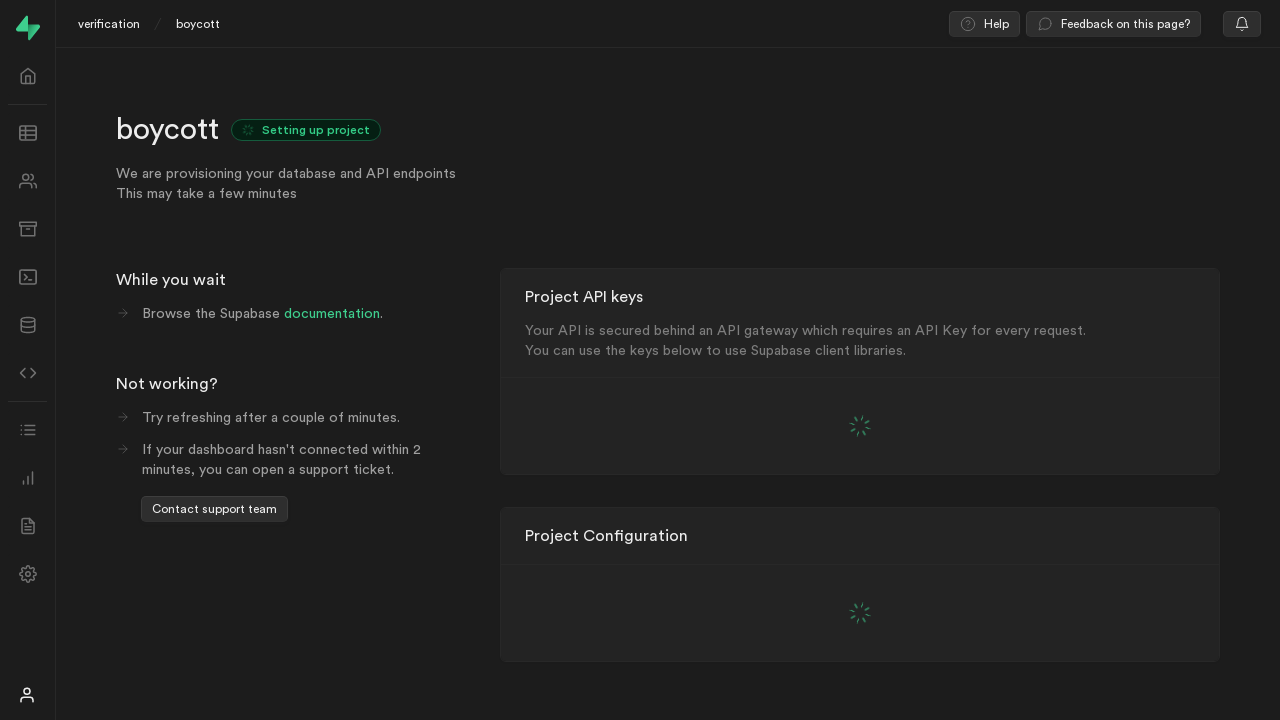 verification / boycott
Help
Feedback on this page?
boycott
Setting up project
We are provisioning your database and API endpoints
This may take a few minutes
While you wait
Browse the Supabase documentation.
Not working?
Try refreshing after a couple of minutes.
If your dashboard hasn't connected within 2
minutes, you can open a support ticket.
Contact support team
Project API keys
Your API is secured behind an API gateway which requires an API Key for every request.
You can use the keys below to use Supabase client libraries.
Project Configuration